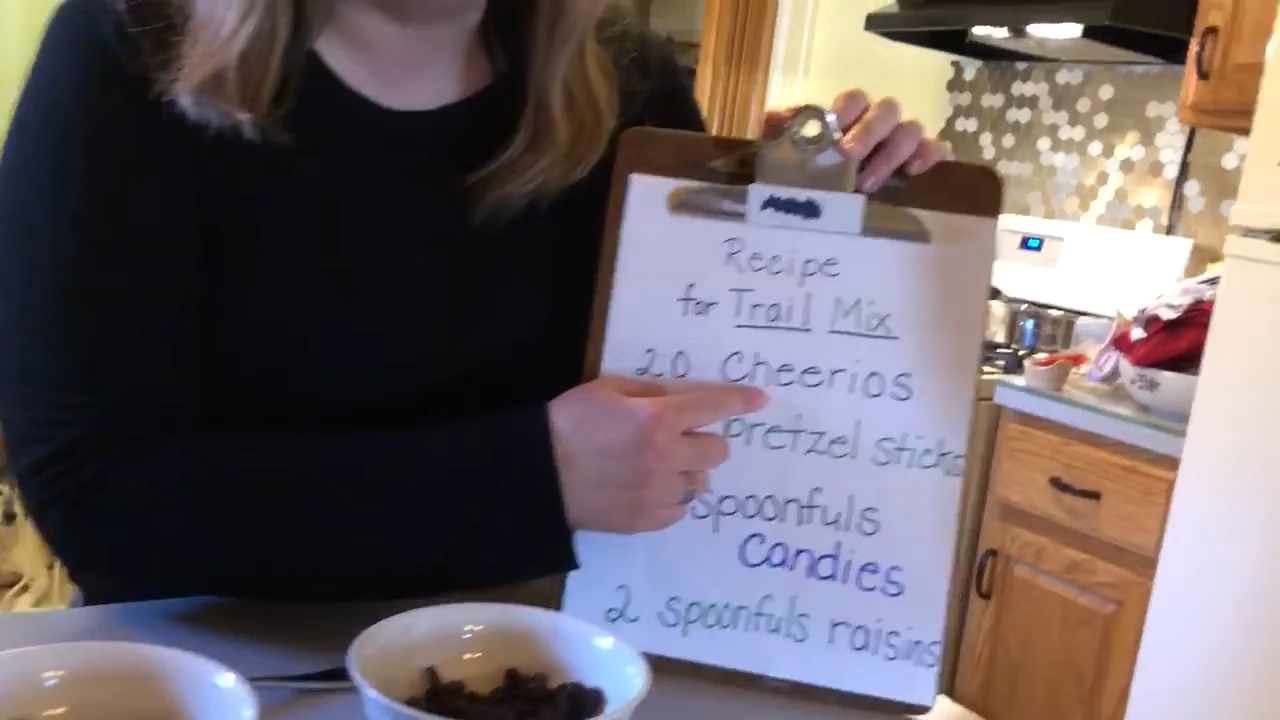 Recipe
for Trail Mix
20 Cheerios
pretzel sticks
spoonfuls
Candies
2 spoonfuls raisins